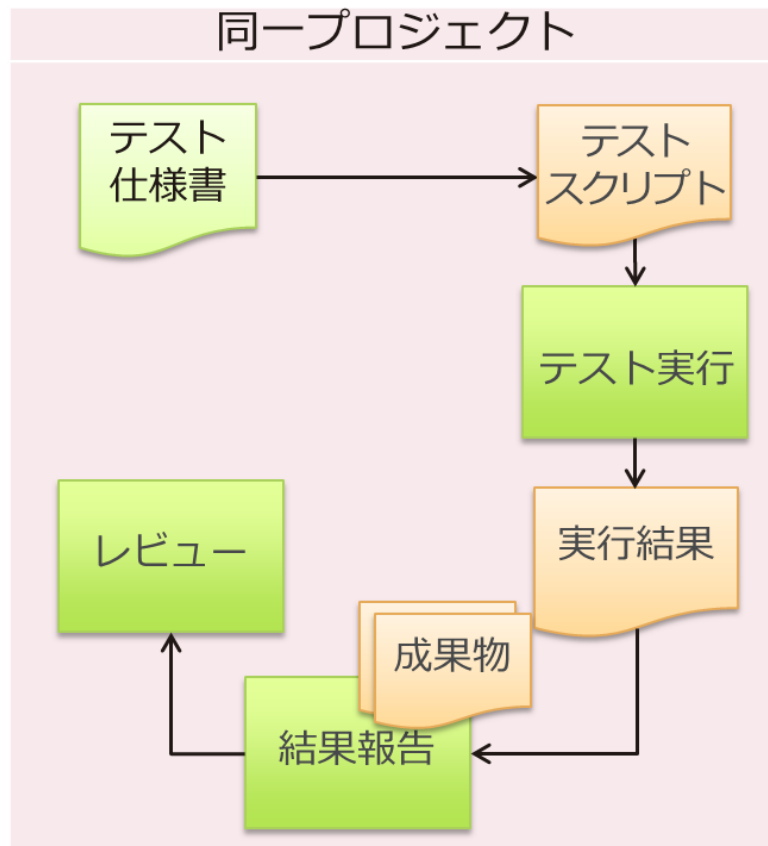 同一プロジェクト
テスト
仕様書
テスト
スクリプト
テスト実行
実行結果
成果物
結果報告
レビュー